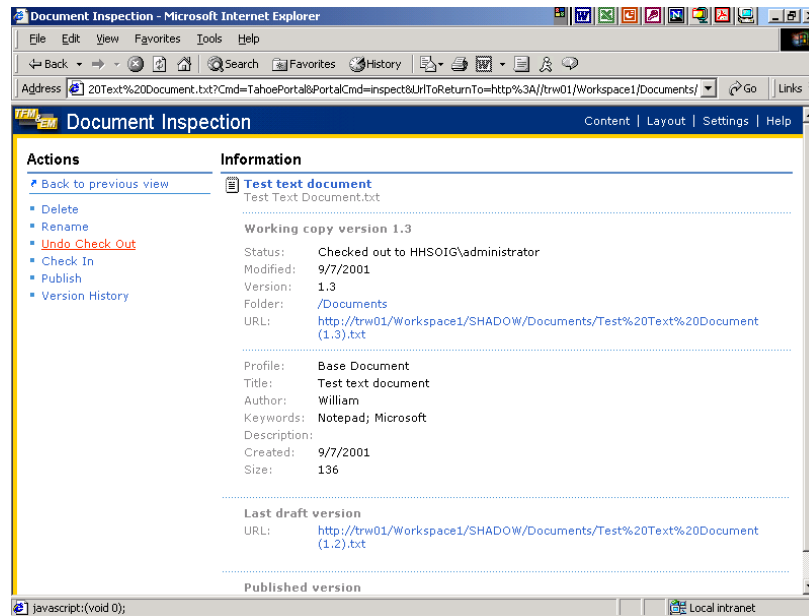 Document Inspection - Microsoft Internet Explorer
File Edit View Favorites Tools Help
Back Search Favorites History
Address 20Text%20Document.txt?Cmd=TahoePortal&PortalCmd=inspect&UrlToReturnTo=http%3A//trw01/Workspace1/Documents/ Go Links
TFM&EM Document Inspection Content | Layout | Settings | Help
Actions
Back to previous view
Delete
Rename
Undo Check Out
Check In
Publish
Version History
Information
Test text document
Test Text Document.txt
Working copy version 1.3
Status: Checked out to HHSOIG\administrator
Modified: 9/7/2001
Version: 1.3
Folder: /Documents
URL: http://trw01/Workspace1/SHADOW/Documents/Test%20Text%20Document
(1.3).txt
Profile: Base Document
Title: Test text document
Author: William
Keywords: Notepad; Microsoft
Description:
Created: 9/7/2001
Size: 136
Last draft version
URL: http://trw01/Workspace1/SHADOW/Documents/Test%20Text%20Document
(1.2).txt
Published version
javascript:(void 0); Local intranet